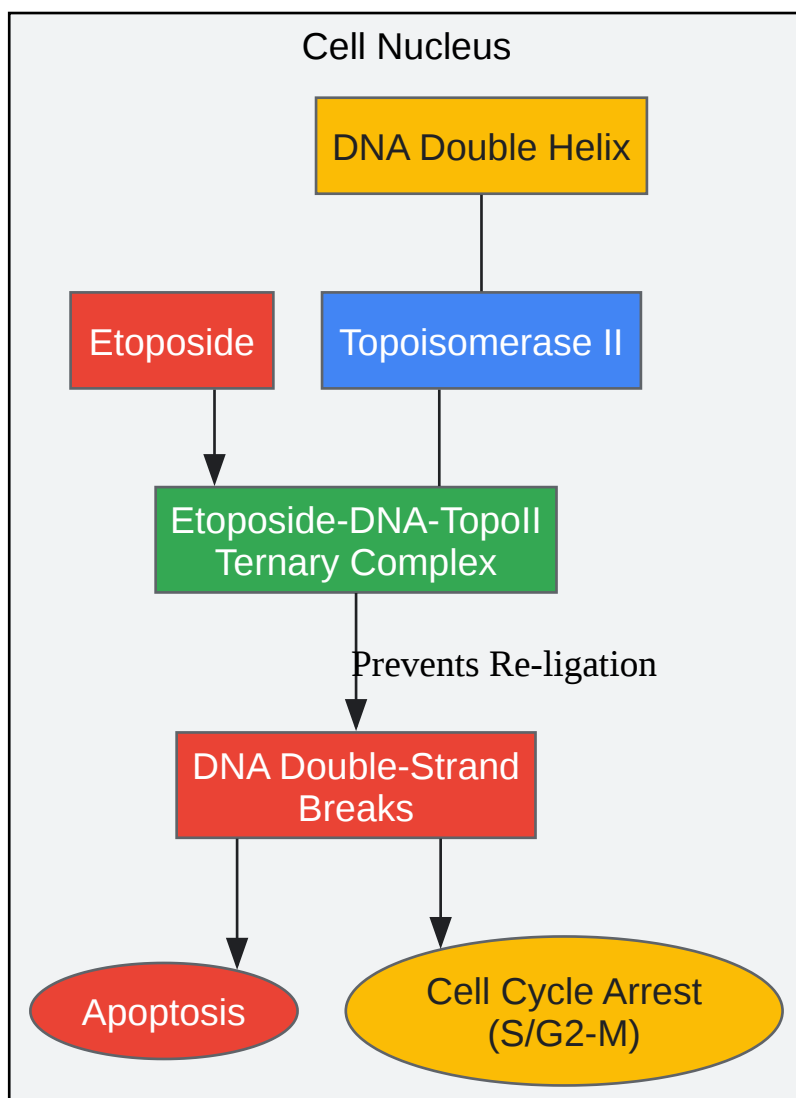 Cell Nucleus
DNA Double Helix
Etoposide
Topoisomerase II
Etoposide-DNA-TopoII
Ternary Complex
Prevents Re-ligation
DNA Double-Strand
Breaks
Apoptosis
Cell Cycle Arrest
(S/G2-M)